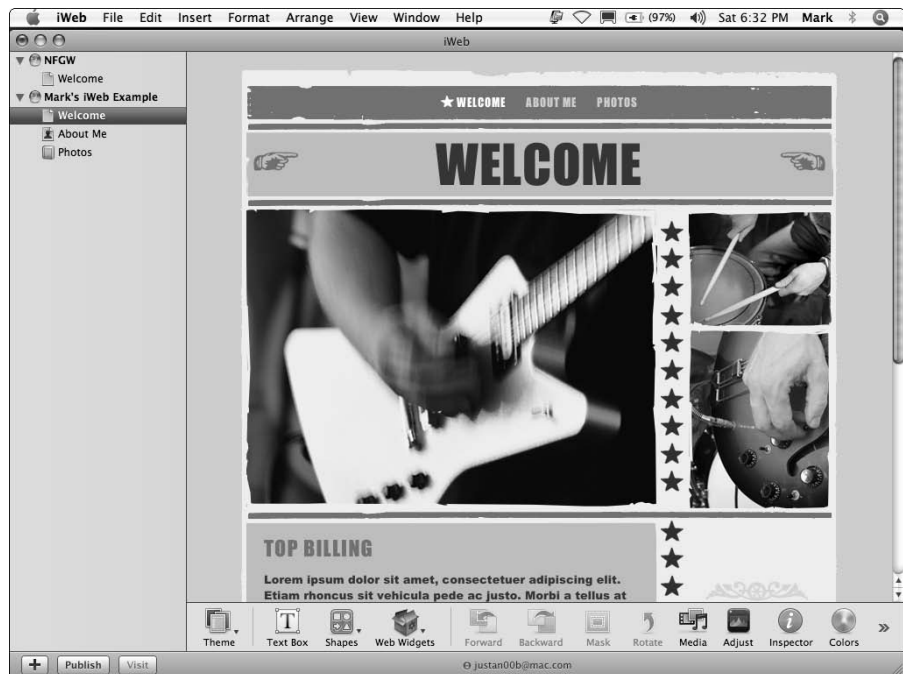 iWeb File Edit Insert Format Arrange View Window Help (97%) Sat 6:32 PM Mark
iWeb
NFGW
Welcome
Mark's iWeb Example
Welcome
About Me
Photos
WELCOME ABOUT ME PHOTOS
WELCOME
TOP BILLING
Lorem ipsum dolor sit amet, consectetuer adipiscing elit.
Etiam rhoncus sit vehicula pede ac justo. Morbi a tellus at
Theme Text Box Shapes Web Widgets Forward Backward Mask Rotate Media Adjust Inspector Colors
Publish Visit justan00b@mac.com